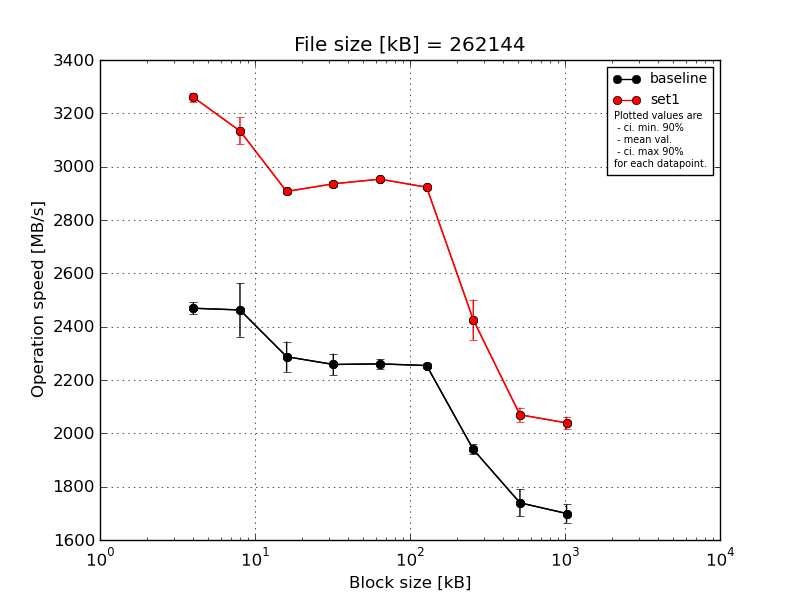 File size [kB] = 262144
3400
3200
3000
2800
2600
2400
2200
2000
1800
1600
Operation speed [MB/s]
baseline
set1
Plotted values are
- ci. min. 90%
- mean val.
- ci. max 90%
for each datapoint.
10^0 10^1 10^2 10^3 10^4
Block size [kB]